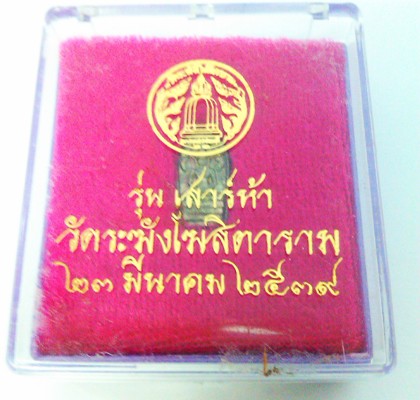 รุ่น เสาร์ห้า
วัดระฆังโฆสิตาราม
๒๓ มีนาคม ๒๕๓๙